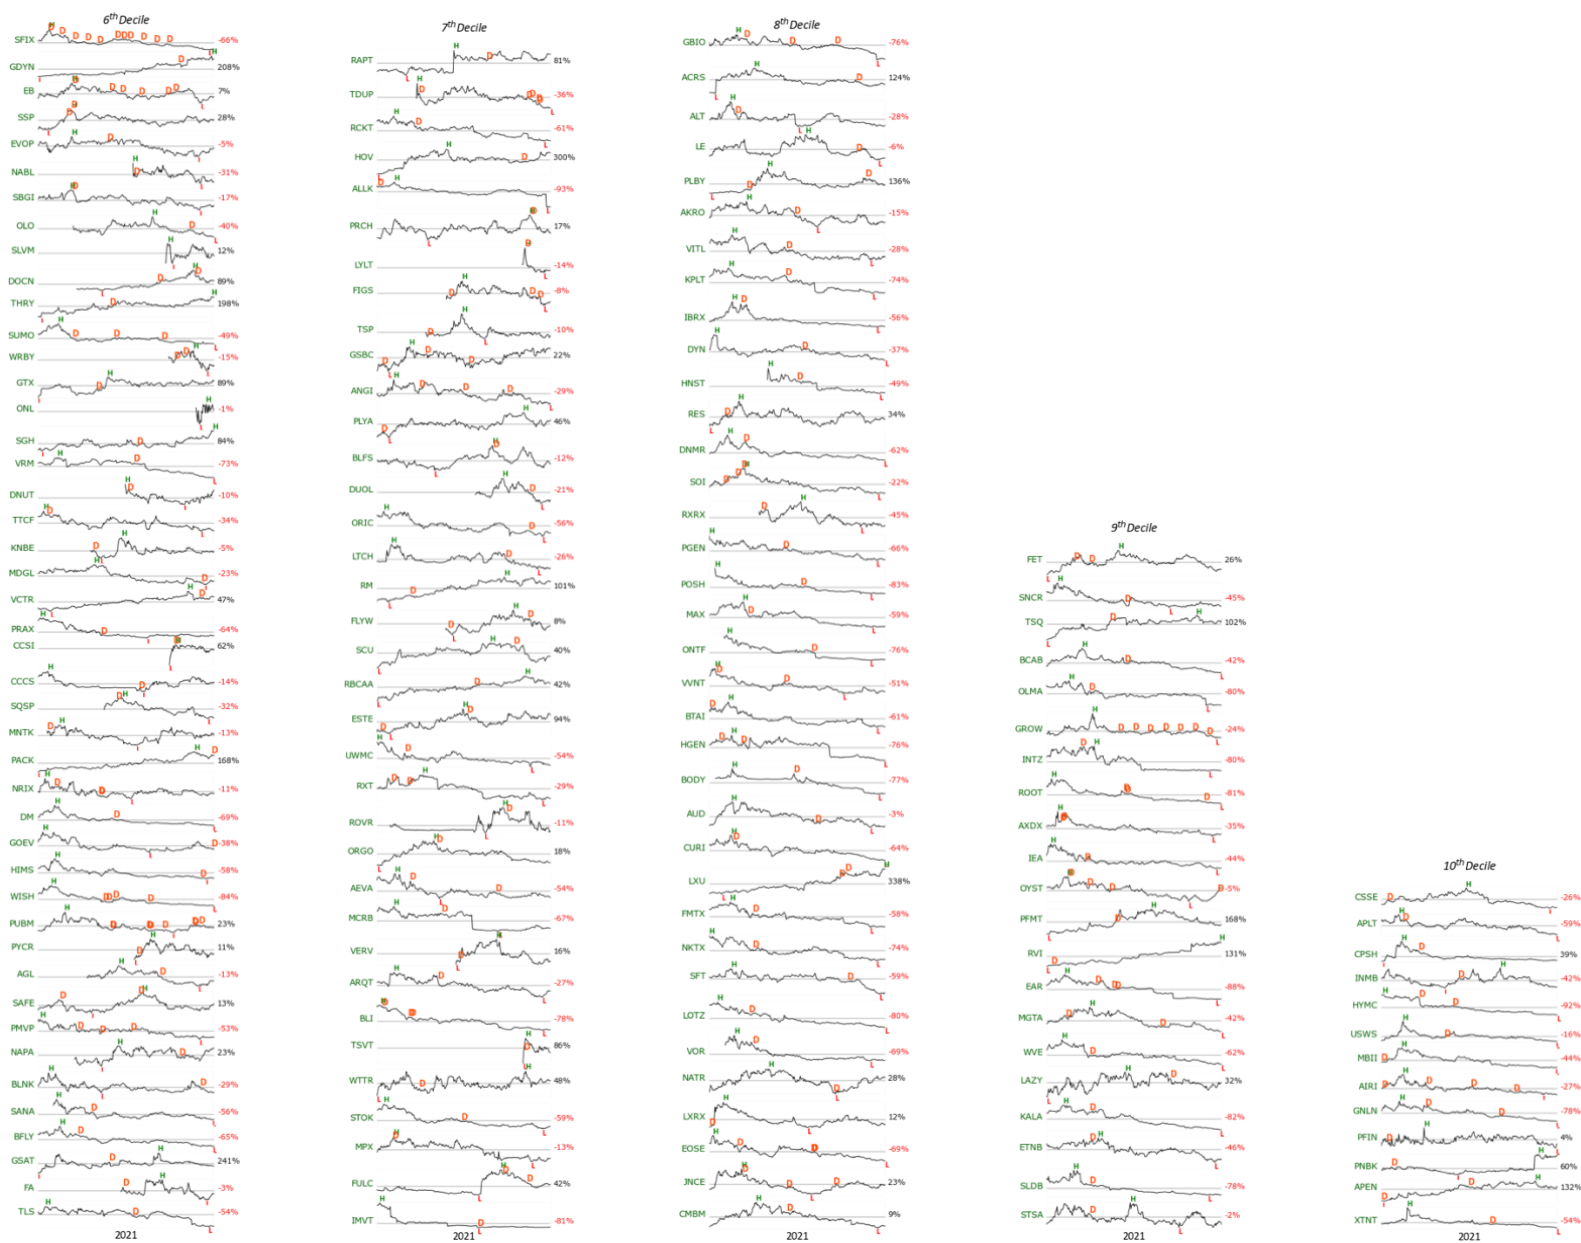 6th Decile
SFIX -66%
GDYN 208%
EB 7%
SSP 28%
EVOP -5%
NABL -31%
SBGI -17%
OLO -40%
SLVM 12%
DOCN 89%
THRY 198%
SUMO -49%
WRBY -15%
GTX 89%
ONL -1%
SGH 84%
VRM -73%
DNUT -10%
TTCF -34%
KNBE -5%
MDGL -23%
VCTR 47%
PRAX -64%
CCSI 62%
CCCS -14%
SQSP -32%
MNTK -13%
PACK 168%
NRIX -11%
DM -69%
GOEV -38%
HIMS -58%
WISH -84%
PUBM 23%
PYCR 11%
AGL -13%
SAFE 13%
PMVP -53%
NAPA 23%
BLNK -29%
SANA -56%
BFLY -65%
GSAT 241%
FA -3%
TLS -54%
2021
7th Decile
RAPT 81%
TDUP -36%
RCKT -61%
HOV 300%
ALLK -93%
PRCH 17%
LYLT -14%
FIGS -8%
TSP -10%
GSBC 22%
ANGI -29%
PLYA 46%
BLFS -12%
DUOL -21%
ORIC -56%
LTCH -26%
RM 101%
FLYW 8%
SCU 40%
RBCAA 42%
ESTE 94%
UWMC -54%
RXT -29%
ROVR -11%
ORGO 18%
AEVA -54%
MCRB -67%
VERV 16%
ARQT -27%
BLI -78%
TSVT 86%
WTTR 48%
STOK -59%
MPX -13%
FULC 42%
IMVT -81%
2021
8th Decile
GBIO -76%
ACRS 124%
ALT -28%
LE -6%
PLBY 136%
AKRO -15%
VITL -28%
KPLT -74%
IBRX -56%
DYN -37%
HNST -49%
RES 34%
DNMR -62%
SOI -22%
RXRX -45%
PGEN -66%
POSH -83%
MAX -59%
ONTF -76%
VVNT -51%
BTAI -61%
HGEN -76%
BODY -77%
AUD -3%
CURI -64%
LXU 338%
FMTX -58%
NKTX -74%
SFT -59%
LOTZ -80%
VOR -69%
NATR 28%
LXRX 12%
EOSE -69%
JNCE 23%
CMBM 9%
2021
9th Decile
FET 26%
SNCR -45%
TSQ 102%
BCAB -42%
OLMA -80%
GROW -24%
INTZ -80%
ROOT -81%
AXDX -35%
IEA -44%
OYST -5%
PFMT 168%
RVI 131%
EAR -88%
MGTA -42%
WVE -62%
LAZY 32%
KALA -82%
ETNB -46%
SLDB -78%
STSA -2%
2021
10th Decile
CSSE -26%
APLT -59%
CPSH 39%
INMB -42%
HYMC -92%
USWS -16%
MBII -44%
AIRI -27%
GNLN -78%
PFIN 4%
PNBK 60%
APEN 132%
XTNT -54%
2021